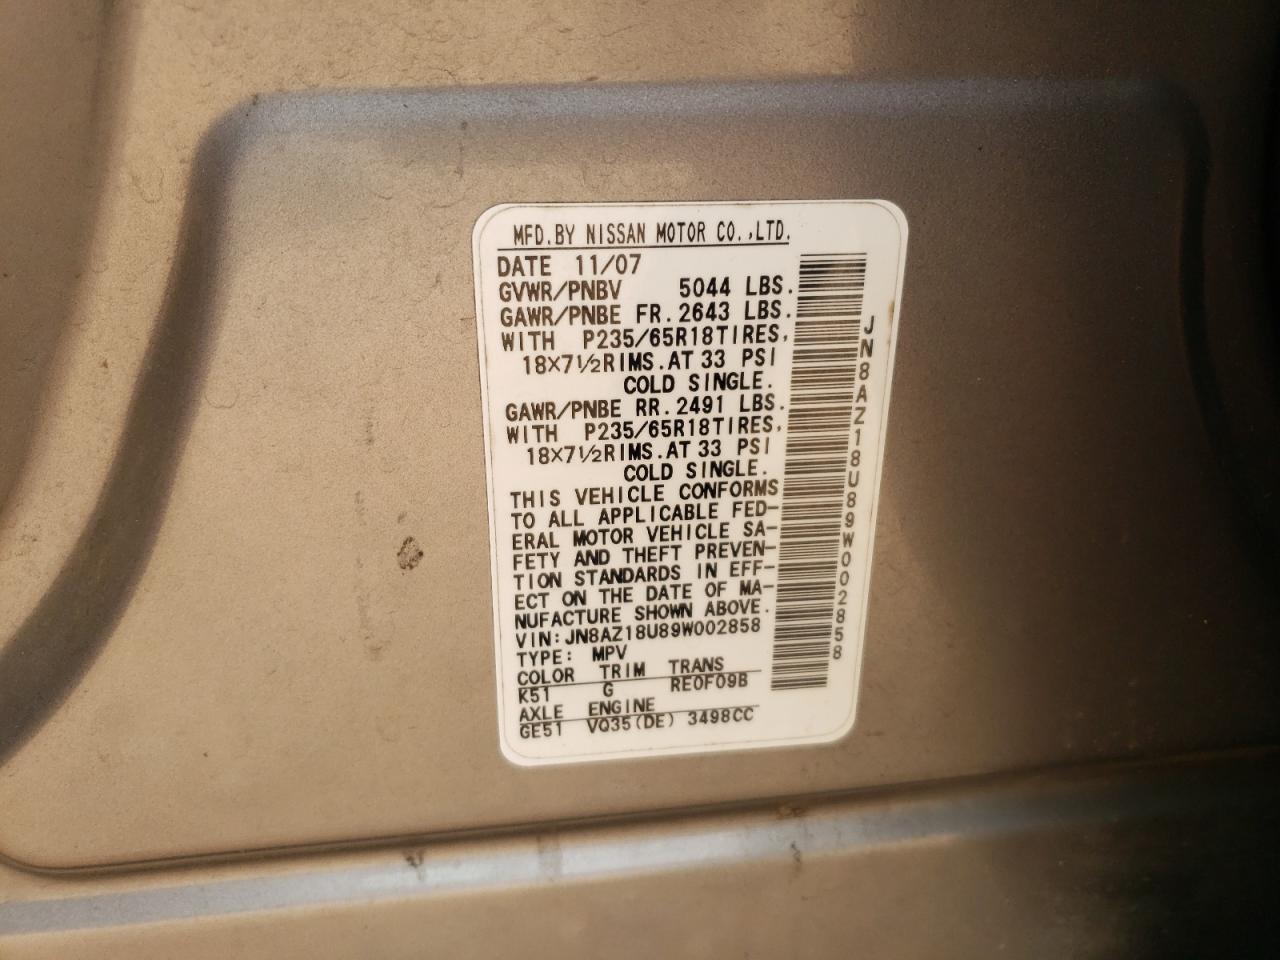 MFD.BY NISSAN MOTOR CO.,LTD.
DATE 11/07
GVWR/PNBV 5044 LBS.
GAWR/PNBE FR.2643 LBS.
WITH P235/65R18TIRES,
18×7½RIMS.AT 33 PSI
COLD SINGLE.
GAWR/PNBE RR.2491 LBS.
WITH P235/65R18TIRES,
18×7½RIMS.AT 33 PSI
COLD SINGLE.
THIS VEHICLE CONFORMS
TO ALL APPLICABLE FED-
ERAL MOTOR VEHICLE SA-
FETY AND THEFT PREVEN-
TION STANDARDS IN EFF-
ECT ON THE DATE OF MA-
NUFACTURE SHOWN ABOVE.
VIN:JN8AZ18U89W002858
TYPE: MPV
COLOR TRIM TRANS
K51 G RE0F09B
AXLE ENGINE
GE51 VQ35(DE) 3498CC
JN8AZ18U89W002858